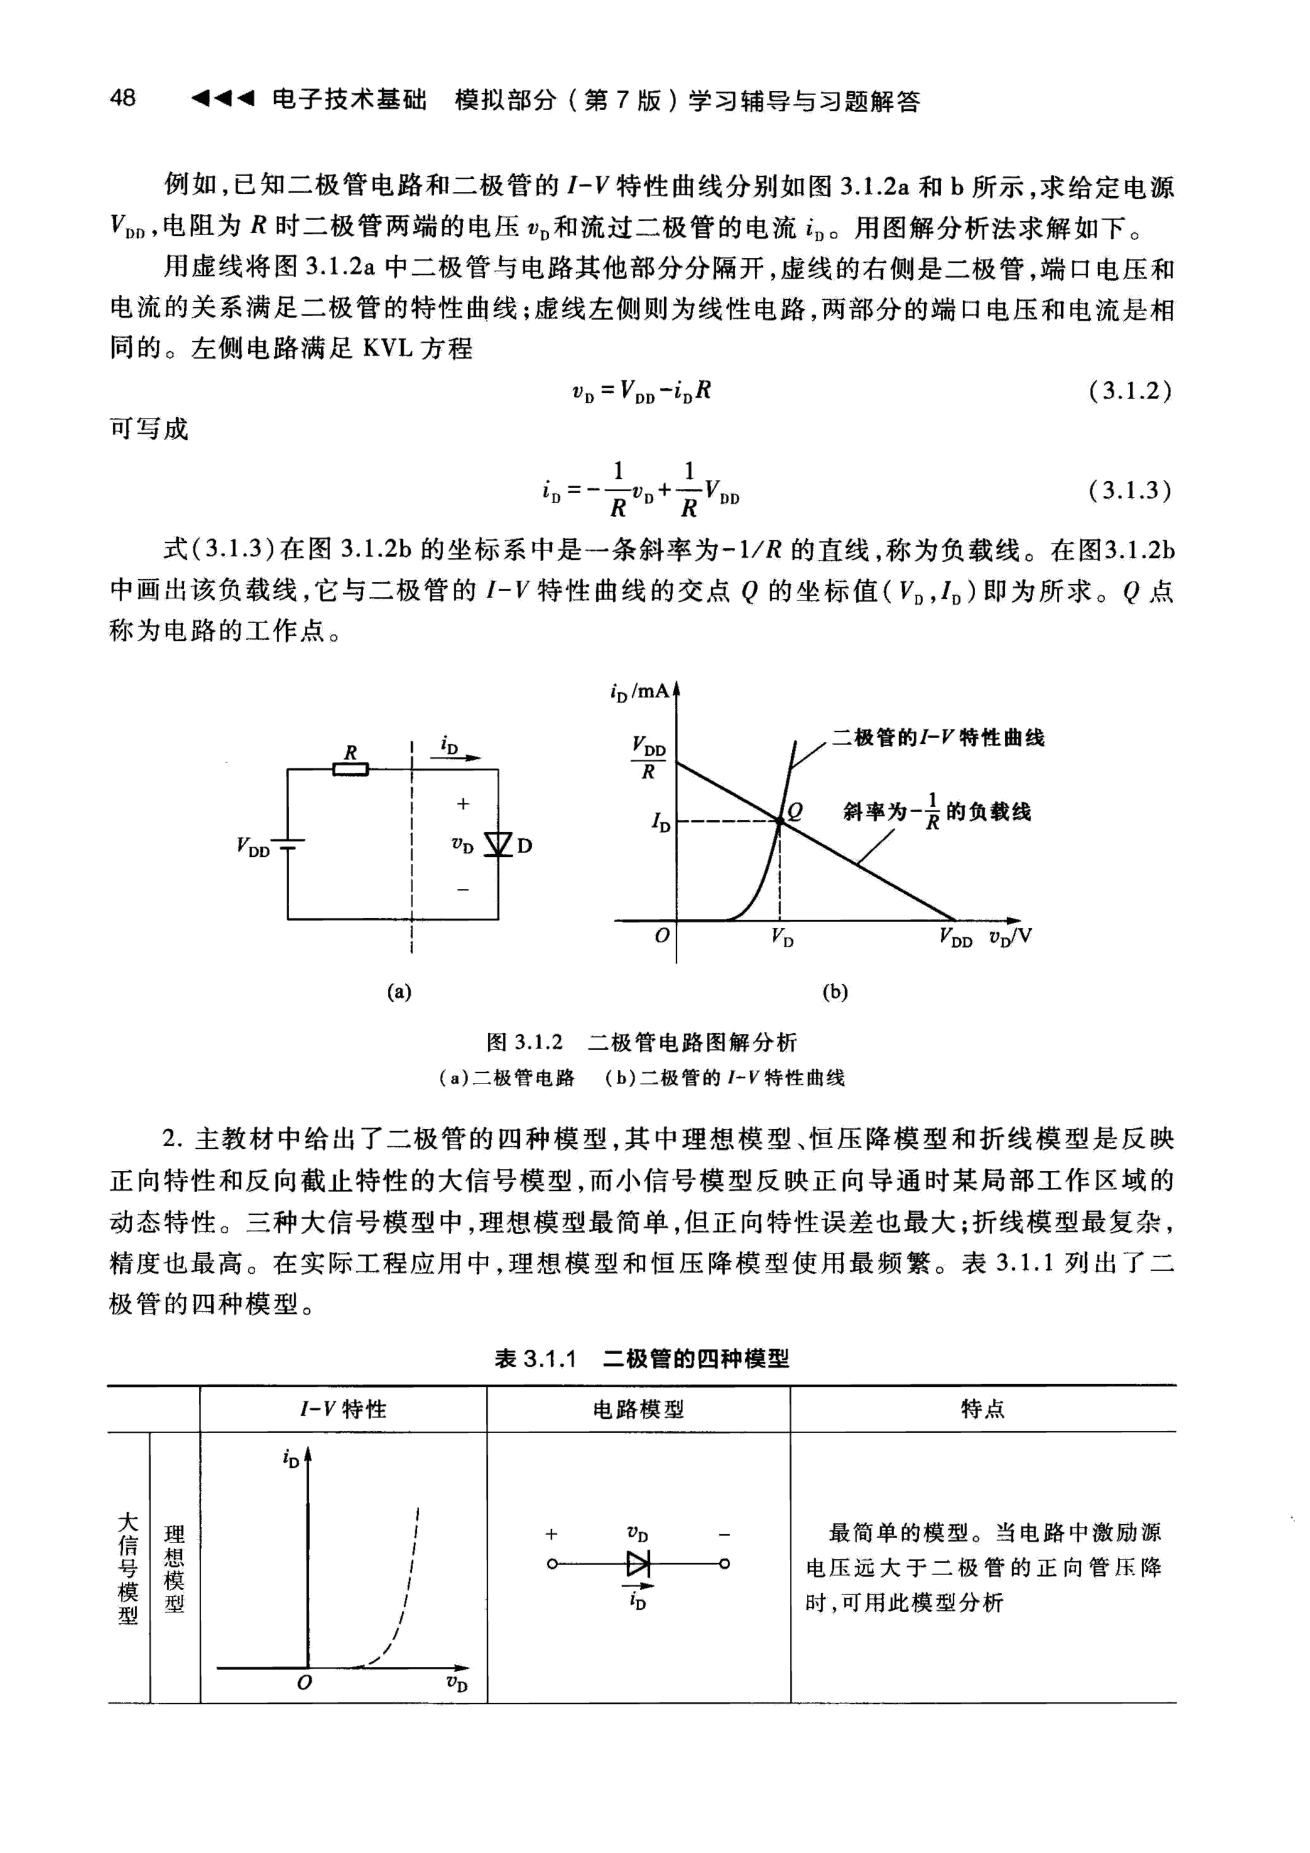 48 ◀◀◀ 电子技术基础 模拟部分(第7版)学习辅导与习题解答
例如,已知二极管电路和二极管的 I-V 特性曲线分别如图 3.1.2a 和 b 所示,求给定电源
V_DD,电阻为 R 时二极管两端的电压 v_D和流过二极管的电流 i_D。用图解分析法求解如下。
用虚线将图 3.1.2a 中二极管与电路其他部分分隔开,虚线的右侧是二极管,端口电压和
电流的关系满足二极管的特性曲线;虚线左侧则为线性电路,两部分的端口电压和电流是相
同的。左侧电路满足 KVL 方程
v_D = V_DD - i_D R (3.1.2)
可写成
i_D = -\frac{1}{R} v_D + \frac{1}{R} V_DD (3.1.3)
式(3.1.3)在图 3.1.2b 的坐标系中是一条斜率为-1/R 的直线,称为负载线。在图3.1.2b
中画出该负载线,它与二极管的 I-V 特性曲线的交点 Q 的坐标值(V_D,I_D)即为所求。Q 点
称为电路的工作点。
R
i_D
+
V_DD
v_D
D
-
(a)
i_D/mA
\frac{V_DD}{R}
二极管的I-V特性曲线
I_D
Q
斜率为-\frac{1}{R}的负载线
O
V_D
V_DD
v_D/V
(b)
图 3.1.2 二极管电路图解分析
(a)二极管电路 (b)二极管的 I-V 特性曲线
2. 主教材中给出了二极管的四种模型,其中理想模型、恒压降模型和折线模型是反映
正向特性和反向截止特性的大信号模型,而小信号模型反映正向导通时某局部工作区域的
动态特性。三种大信号模型中,理想模型最简单,但正向特性误差也最大;折线模型最复杂,
精度也最高。在实际工程应用中,理想模型和恒压降模型使用最频繁。表 3.1.1 列出了二
极管的四种模型。
表 3.1.1 二极管的四种模型
I-V 特性 电路模型 特点
大信号模型
理想模型
i_D
O
v_D
+ v_D -
i_D
最简单的模型。当电路中激励源
电压远大于二极管的正向管压降
时,可用此模型分析